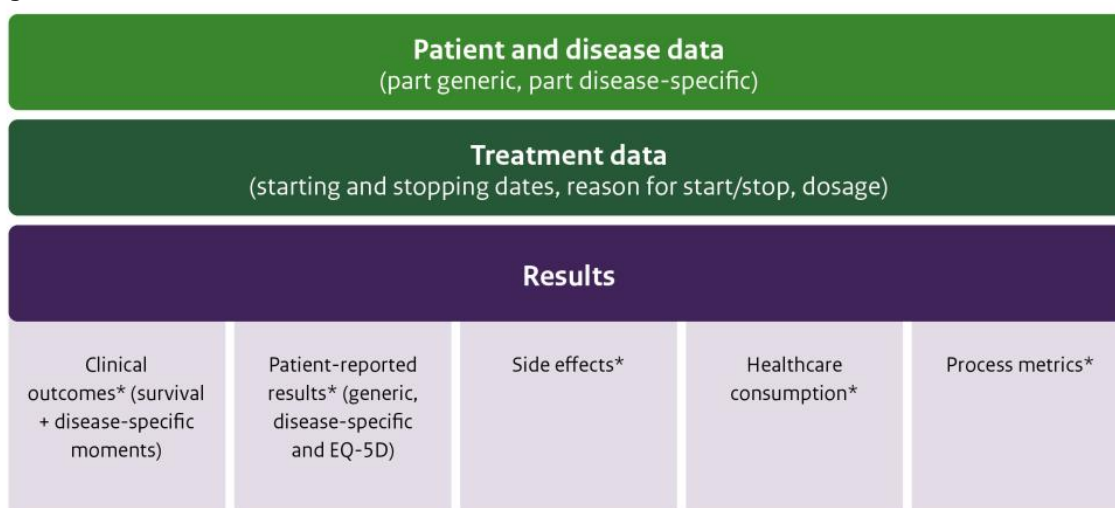 Patient and disease data
(part generic, part disease-specific)
Treatment data
(starting and stopping dates, reason for start/stop, dosage)
Results
Clinical
outcomes* (survival
+ disease-specific
moments)
Patient-reported
results* (generic,
disease-specific
and EQ-5D)
Side effects*
Healthcare
consumption*
Process metrics*